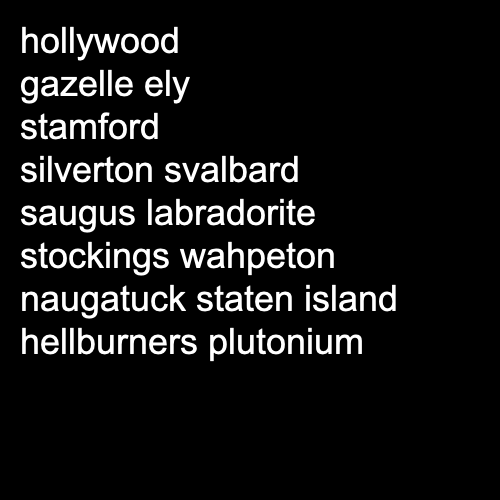 hollywood
gazelle ely
stamford
silverton svalbard
saugus labradorite
stockings wahpeton
naugatuck staten island
hellburners plutonium